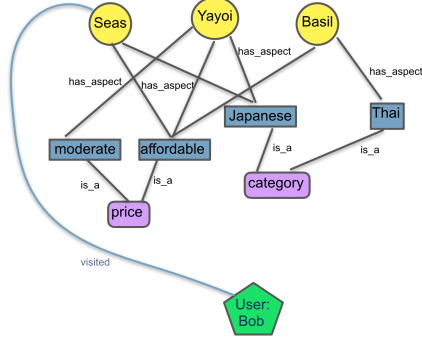 Seas
Yayoi
Basil
has_aspect
has_aspect
has_aspect
has_aspect
Japanese
Thai
moderate
affordable
is_a
is_a
is_a
is_a
category
price
visited
User:
Bob